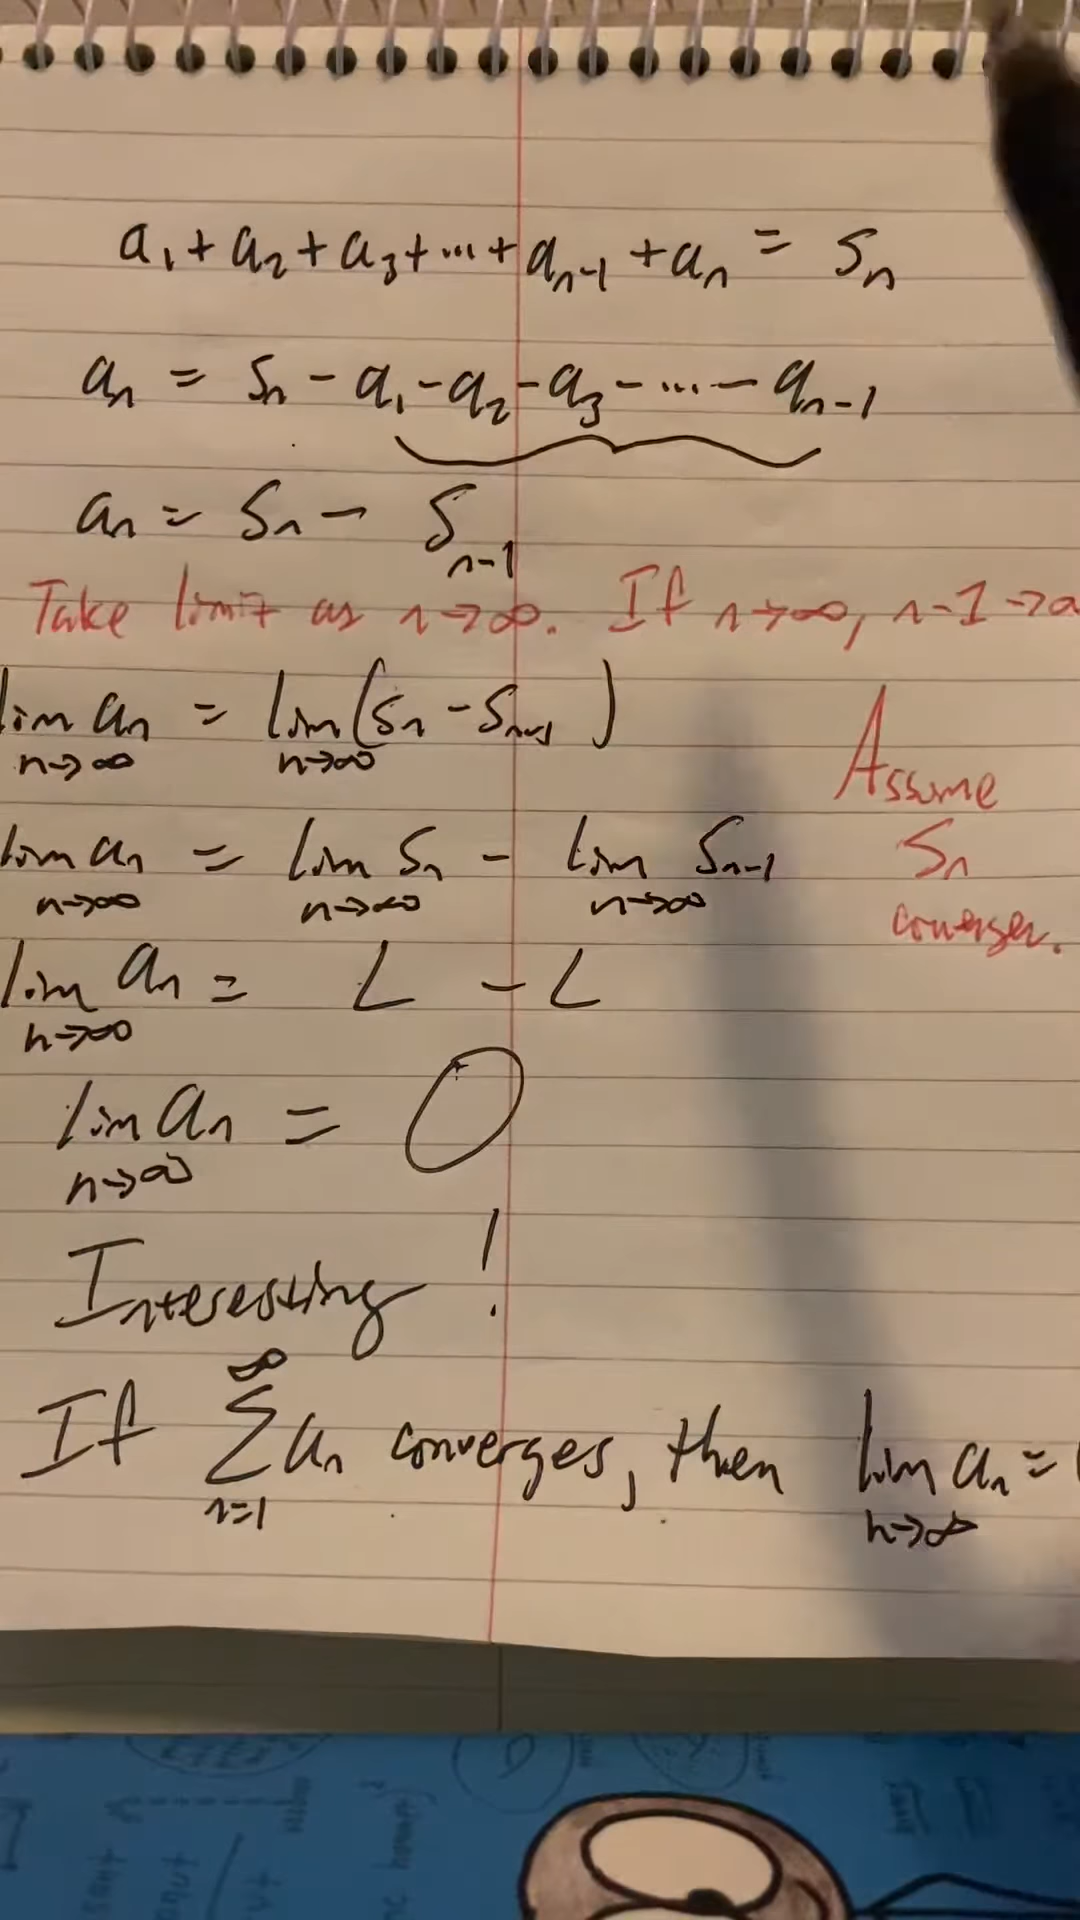 a₁ + a₂ + a₃ + ... + aₙ₋₁ + aₙ = Sₙ
aₙ = Sₙ - a₁ - a₂ - a₃ - ... - aₙ₋₁
aₙ = Sₙ - Sₙ₋₁
Take limit as n→∞. If n→∞, n-1→
lim n→∞ aₙ = lim n→∞ (Sₙ - Sₙ₋₁)
Assume
lim n→∞ aₙ = lim n→∞ Sₙ - lim n→∞ Sₙ₋₁
Sₙ
converges.
lim n→∞ aₙ = L - L
lim n→∞ aₙ = 0
Interesting!
If ∞ Σ n=1 aₙ converges, then lim n→∞ aₙ =